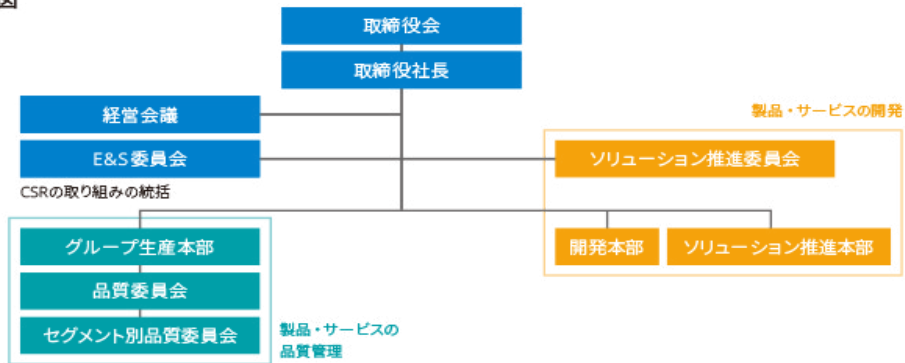 図
取締役会
取締役社長
経営会議
製品・サービスの開発
E&S委員会
ソリューション推進委員会
CSRの取り組みの統括
グループ生産本部
開発本部
ソリューション推進本部
品質委員会
セグメント別品質委員会
製品・サービスの
品質管理